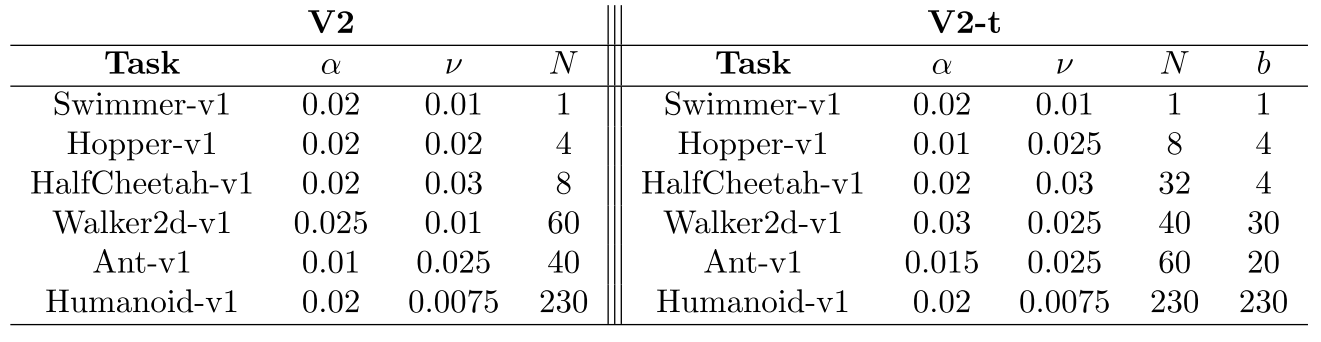 V2 V2-t
Task α ν N Task α ν N b
Swimmer-v1 0.02 0.01 1 Swimmer-v1 0.02 0.01 1 1
Hopper-v1 0.02 0.02 4 Hopper-v1 0.01 0.025 8 4
HalfCheetah-v1 0.02 0.03 8 HalfCheetah-v1 0.02 0.03 32 4
Walker2d-v1 0.025 0.01 60 Walker2d-v1 0.03 0.025 40 30
Ant-v1 0.01 0.025 40 Ant-v1 0.015 0.025 60 20
Humanoid-v1 0.02 0.0075 230 Humanoid-v1 0.02 0.0075 230 230